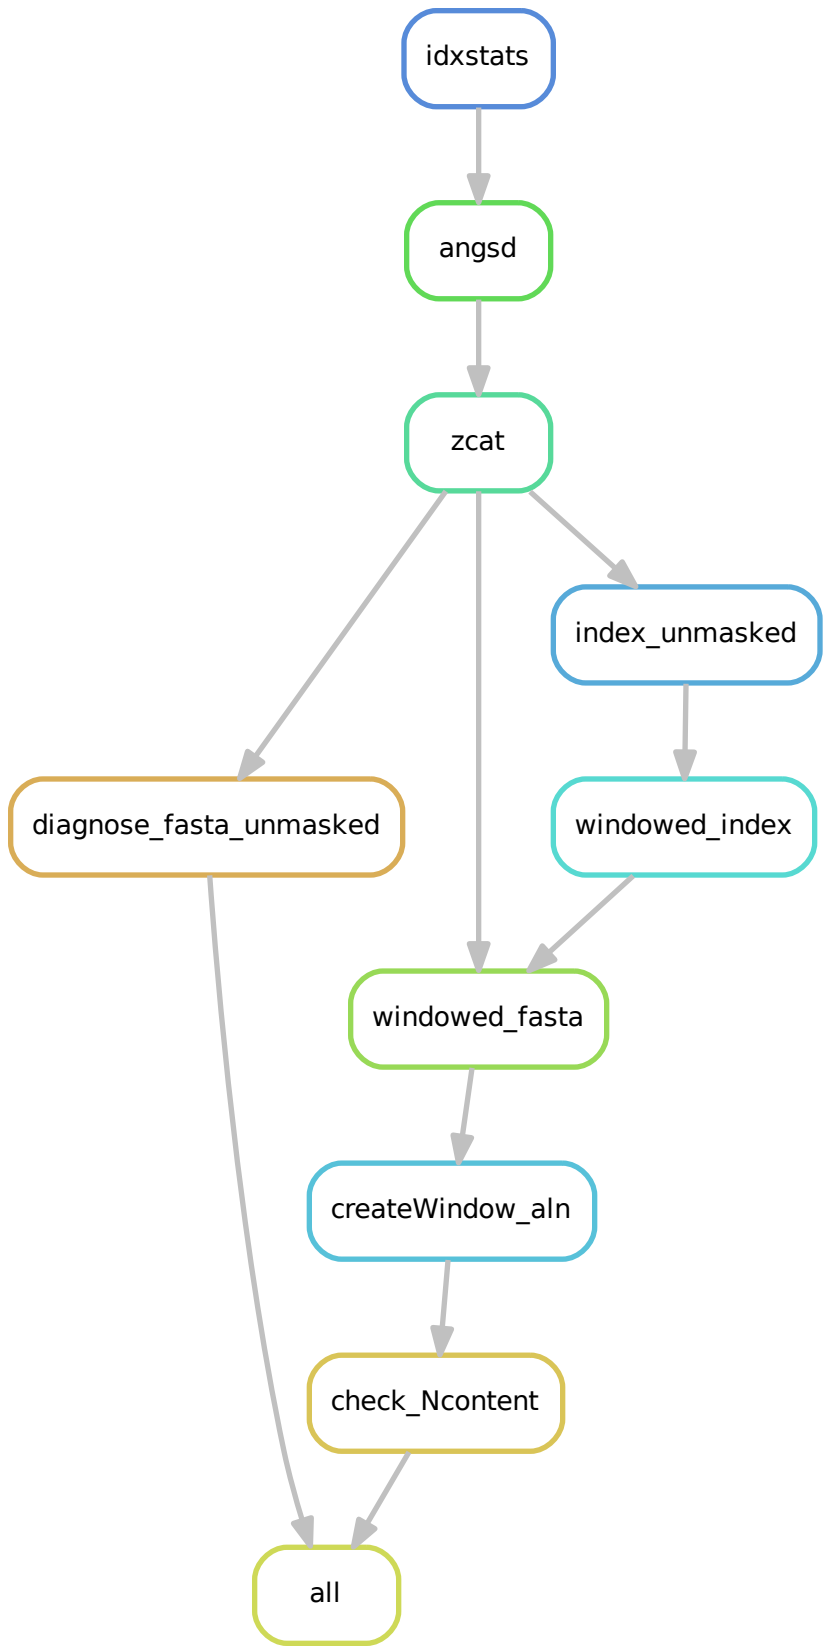 idxstats
angsd
zcat
index_unmasked
diagnose_fasta_unmasked
windowed_index
windowed_fasta
createWindow_aln
check_Ncontent
all